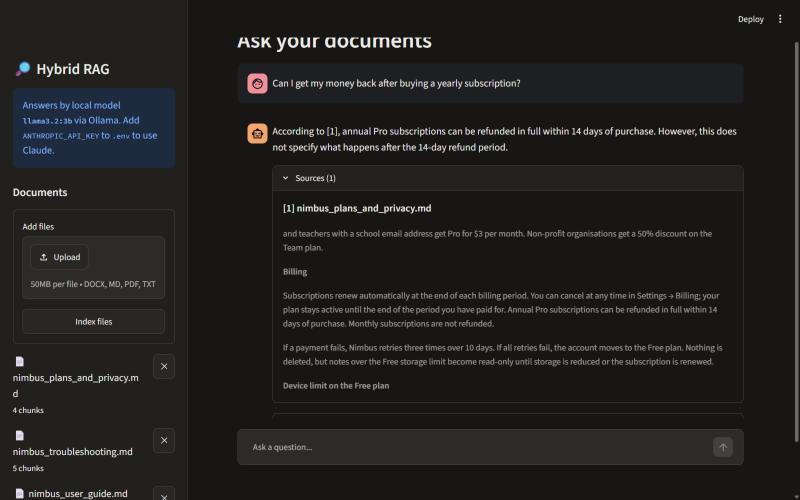 Deploy
Hybrid RAG
Answers by local model
llama3.2:3b via Ollama. Add
ANTHROPIC_API_KEY to .env to use
Claude.
Documents
Add files
Upload
50MB per file • DOCX, MD, PDF, TXT
Index files
nimbus_plans_and_privacy.m
d
4 chunks
nimbus_troubleshooting.md
5 chunks
nimbus_user_guide.md
Ask your documents
Can I get my money back after buying a yearly subscription?
According to [1], annual Pro subscriptions can be refunded in full within 14 days of purchase. However, this does
not specify what happens after the 14-day refund period.
Sources (1)
[1] nimbus_plans_and_privacy.md
and teachers with a school email address get Pro for $3 per month. Non-profit organisations get a 50% discount on the
Team plan.
Billing
Subscriptions renew automatically at the end of each billing period. You can cancel at any time in Settings → Billing; your
plan stays active until the end of the period you have paid for. Annual Pro subscriptions can be refunded in full within 14
days of purchase. Monthly subscriptions are not refunded.
If a payment fails, Nimbus retries three times over 10 days. If all retries fail, the account moves to the Free plan. Nothing is
deleted, but notes over the Free storage limit become read-only until storage is reduced or the subscription is renewed.
Device limit on the Free plan
Ask a question...